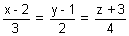 x - 2 / 3 = y - 1 / 2 = z + 3 / 4